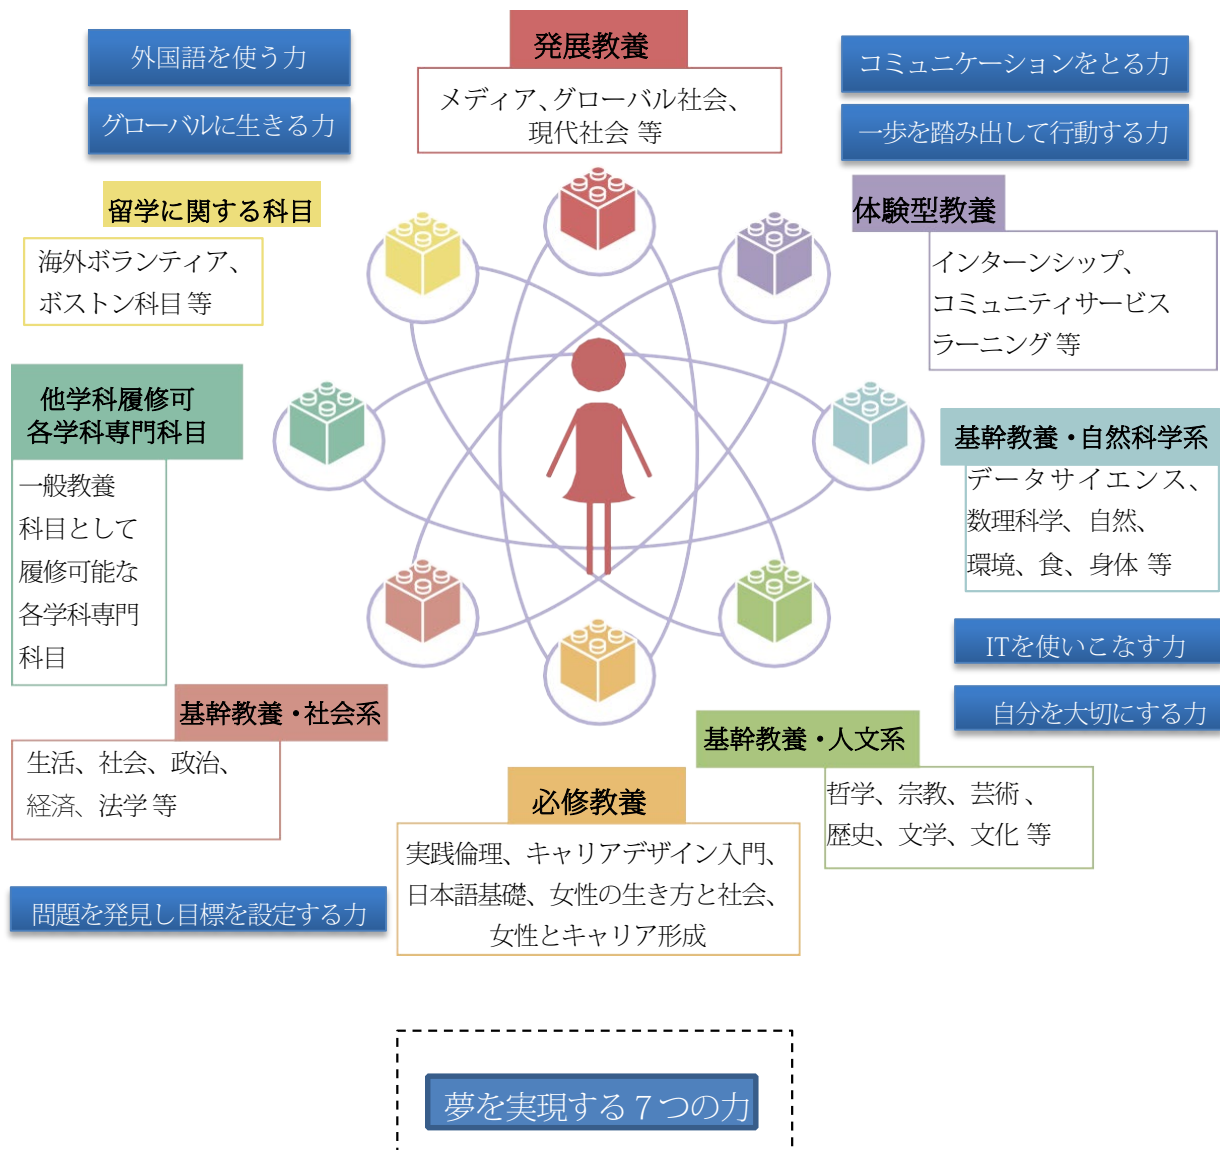 発展教養
メディア、グローバル社会、
現代社会 等
外国語を使う力
グローバルに生きる力
コミュニケーションをとる力
一歩を踏み出して行動する力
留学に関する科目
海外ボランティア、
ボストン科目 等
体験型教養
インターンシップ、
コミュニティサービス
ラーニング 等
他学科履修可
各学科専門科目
一般教養
科目として
履修可能な
各学科専門
科目
基幹教養・自然科学系
データサイエンス、
数理科学、自然、
環境、食、身体 等
ITを使いこなす力
自分を大切にする力
基幹教養・社会系
生活、社会、政治、
経済、法学 等
基幹教養・人文系
哲学、宗教、芸術、
歴史、文学、文化 等
必修教養
実践倫理、キャリアデザイン入門、
日本語基礎、女性の生き方と社会、
女性とキャリア形成
問題を発見し目標を設定する力
夢を実現する７つの力